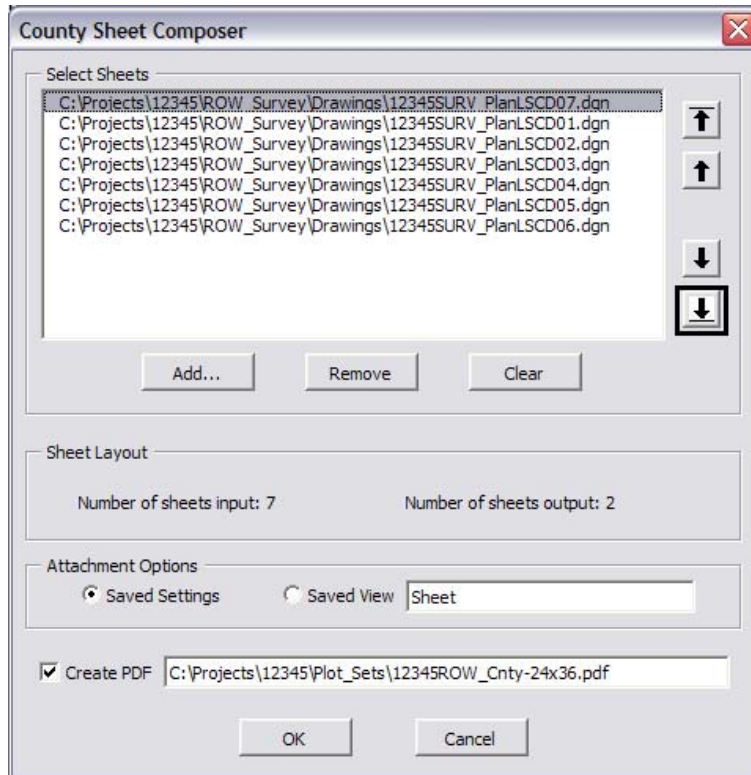 County Sheet Composer
Select Sheets
C:\Projects\12345\ROW_Survey\Drawings\12345SURV_PlanLSCD07.dgn
C:\Projects\12345\ROW_Survey\Drawings\12345SURV_PlanLSCD01.dgn
C:\Projects\12345\ROW_Survey\Drawings\12345SURV_PlanLSCD02.dgn
C:\Projects\12345\ROW_Survey\Drawings\12345SURV_PlanLSCD03.dgn
C:\Projects\12345\ROW_Survey\Drawings\12345SURV_PlanLSCD04.dgn
C:\Projects\12345\ROW_Survey\Drawings\12345SURV_PlanLSCD05.dgn
C:\Projects\12345\ROW_Survey\Drawings\12345SURV_PlanLSCD06.dgn
Add... Remove Clear
Sheet Layout
Number of sheets input: 7 Number of sheets output: 2
Attachment Options
Saved Settings Saved View Sheet
Create PDF C:\Projects\12345\Plot_Sets\12345ROW_Cnty-24x36.pdf
OK Cancel